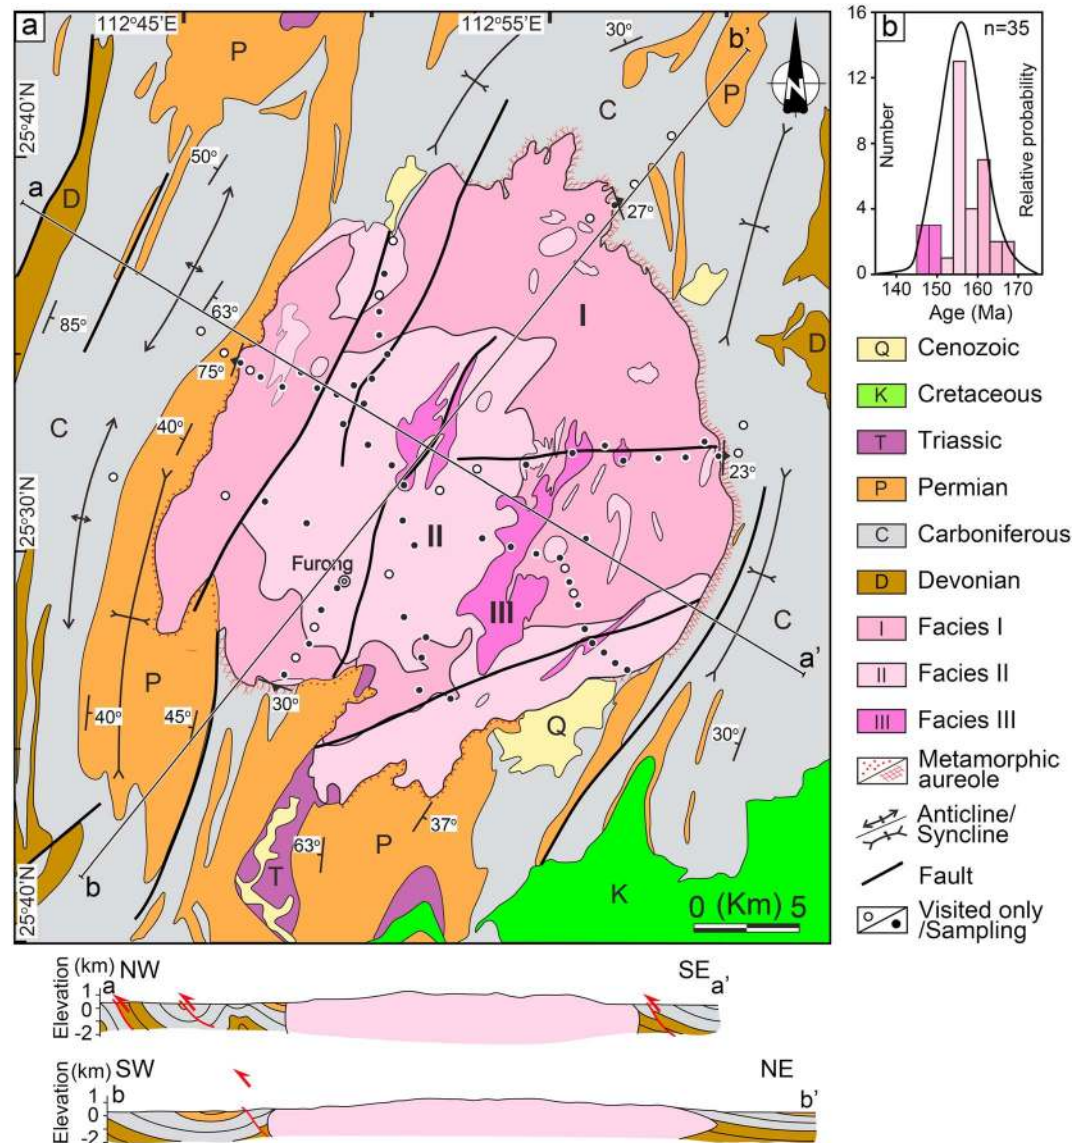 a
112°45'E
112°55'E
b'
30°
P
P
C
N
25°40'N
50°
a
D
27°
63°
85°
I
D
75°
C
40°
23°
25°30'N
II
Furong
III
C
a'
P
30°
40°
45°
Q
30°
37°
63°
P
T
b
K
25°40'N
0 (Km) 5
b
n=35
16
12
8
4
0
Number
Relative probability
140 150 160 170
Age (Ma)
Q Cenozoic
K Cretaceous
T Triassic
P Permian
C Carboniferous
D Devonian
I Facies I
II Facies II
III Facies III
Metamorphic
aureole
Anticline/
Syncline
Fault
Visited only
/Sampling
(km) NW SE
a a'
1
0
-2
Elevation
(km) SW NE
b b'
1
0
-2
Elevation